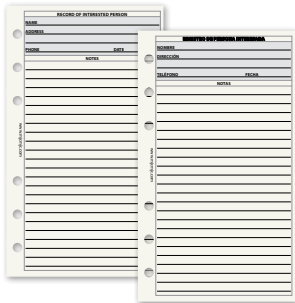 RECORD OF INTERESTED PERSON
NAME
ADDRESS
PHONE DATE
NOTES
REGISTRO DE PERSONA INTERESADA
NOMBRE
DIRECCIÓN
TELÉFONO FECHA
NOTAS